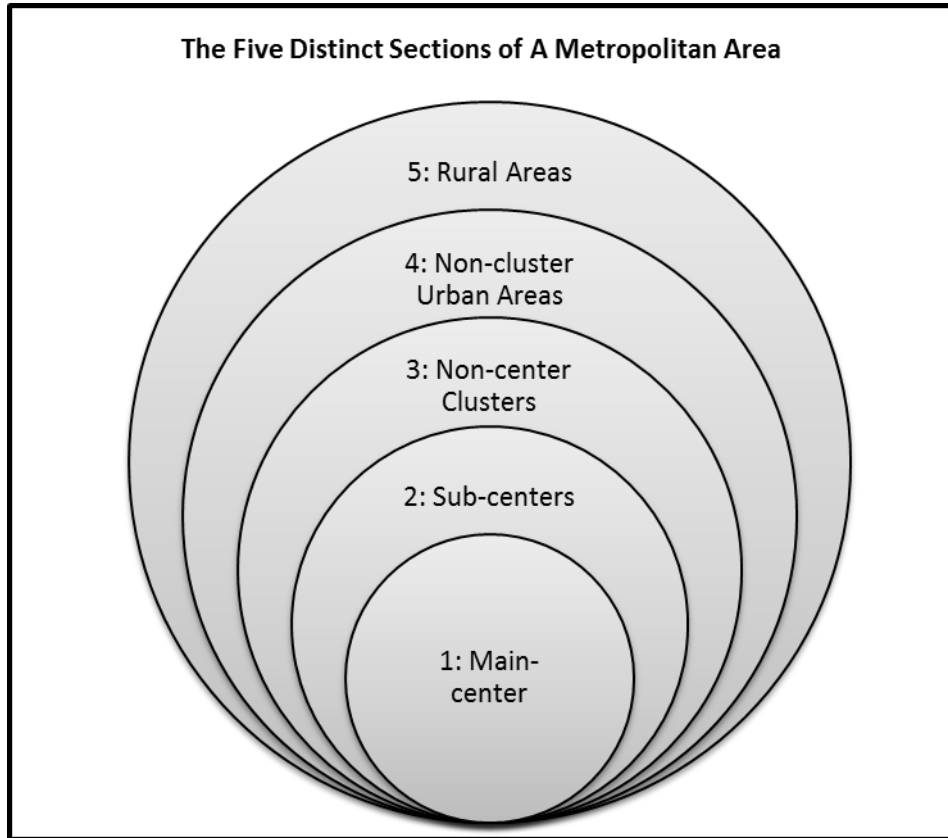 The Five Distinct Sections of A Metropolitan Area
5: Rural Areas
4: Non-cluster
Urban Areas
3: Non-center
Clusters
2: Sub-centers
1: Main-
center